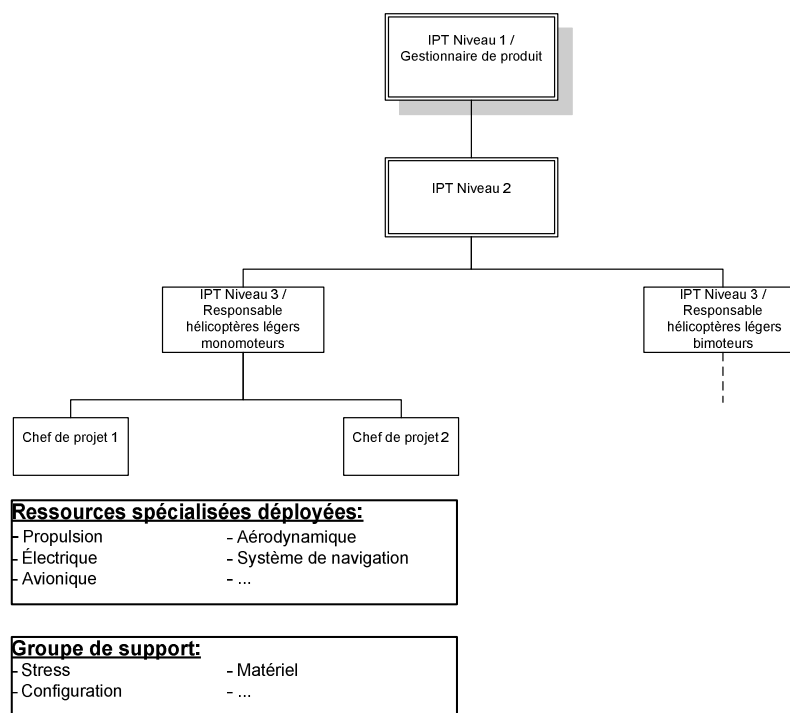 IPT Niveau 1 /
Gestionnaire de produit
IPT Niveau 2
IPT Niveau 3 /
Responsable
hélicoptères légers
monomoteurs
IPT Niveau 3 /
Responsable
hélicoptères légers
bimoteurs
Chef de projet 1
Chef de projet 2
Ressources spécialisées déployées:
- Propulsion
- Électrique
- Avionique
- Aérodynamique
- Système de navigation
- ...
Groupe de support:
- Stress
- Configuration
- Matériel
- ...